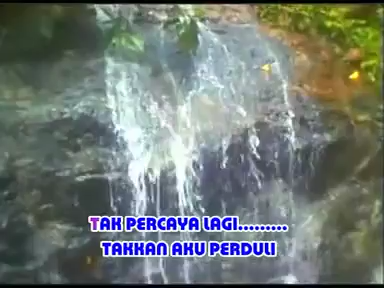 TAK PERCAYA LAGI.........
TAKKAN AKU PERDULI